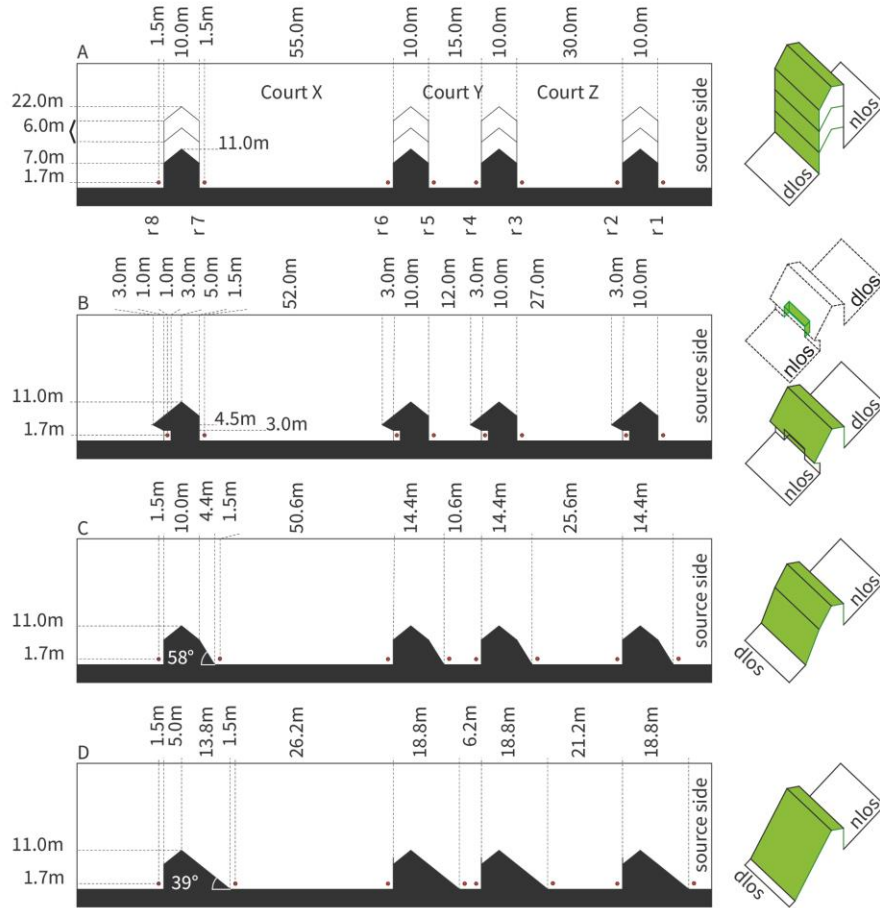 1.5m 10.0m 1.5m 55.0m 10.0m 15.0m 10.0m 30.0m 10.0m
A
Court X Court Y Court Z
22.0m
6.0m
11.0m
7.0m
1.7m
source side
r 8 r 7 r 6 r 5 r 4 r 3 r 2 r 1
dlos nlos
3.0m 1.0m 1.0m 3.0m 5.0m 1.5m 52.0m 3.0m 10.0m 12.0m 3.0m 10.0m 27.0m 3.0m 10.0m
B
11.0m
4.5m
3.0m
1.7m
source side
dlos
nlos
dlos
nlos
1.5m 10.0m 4.4m 1.5m 50.6m 14.4m 10.6m 14.4m 25.6m 14.4m
C
11.0m
1.7m
58°
source side
nlos
dlos
1.5m 5.0m 13.8m 1.5m 26.2m 18.8m 6.2m 18.8m 21.2m 18.8m
D
11.0m
1.7m
39°
source side
nlos
dlos